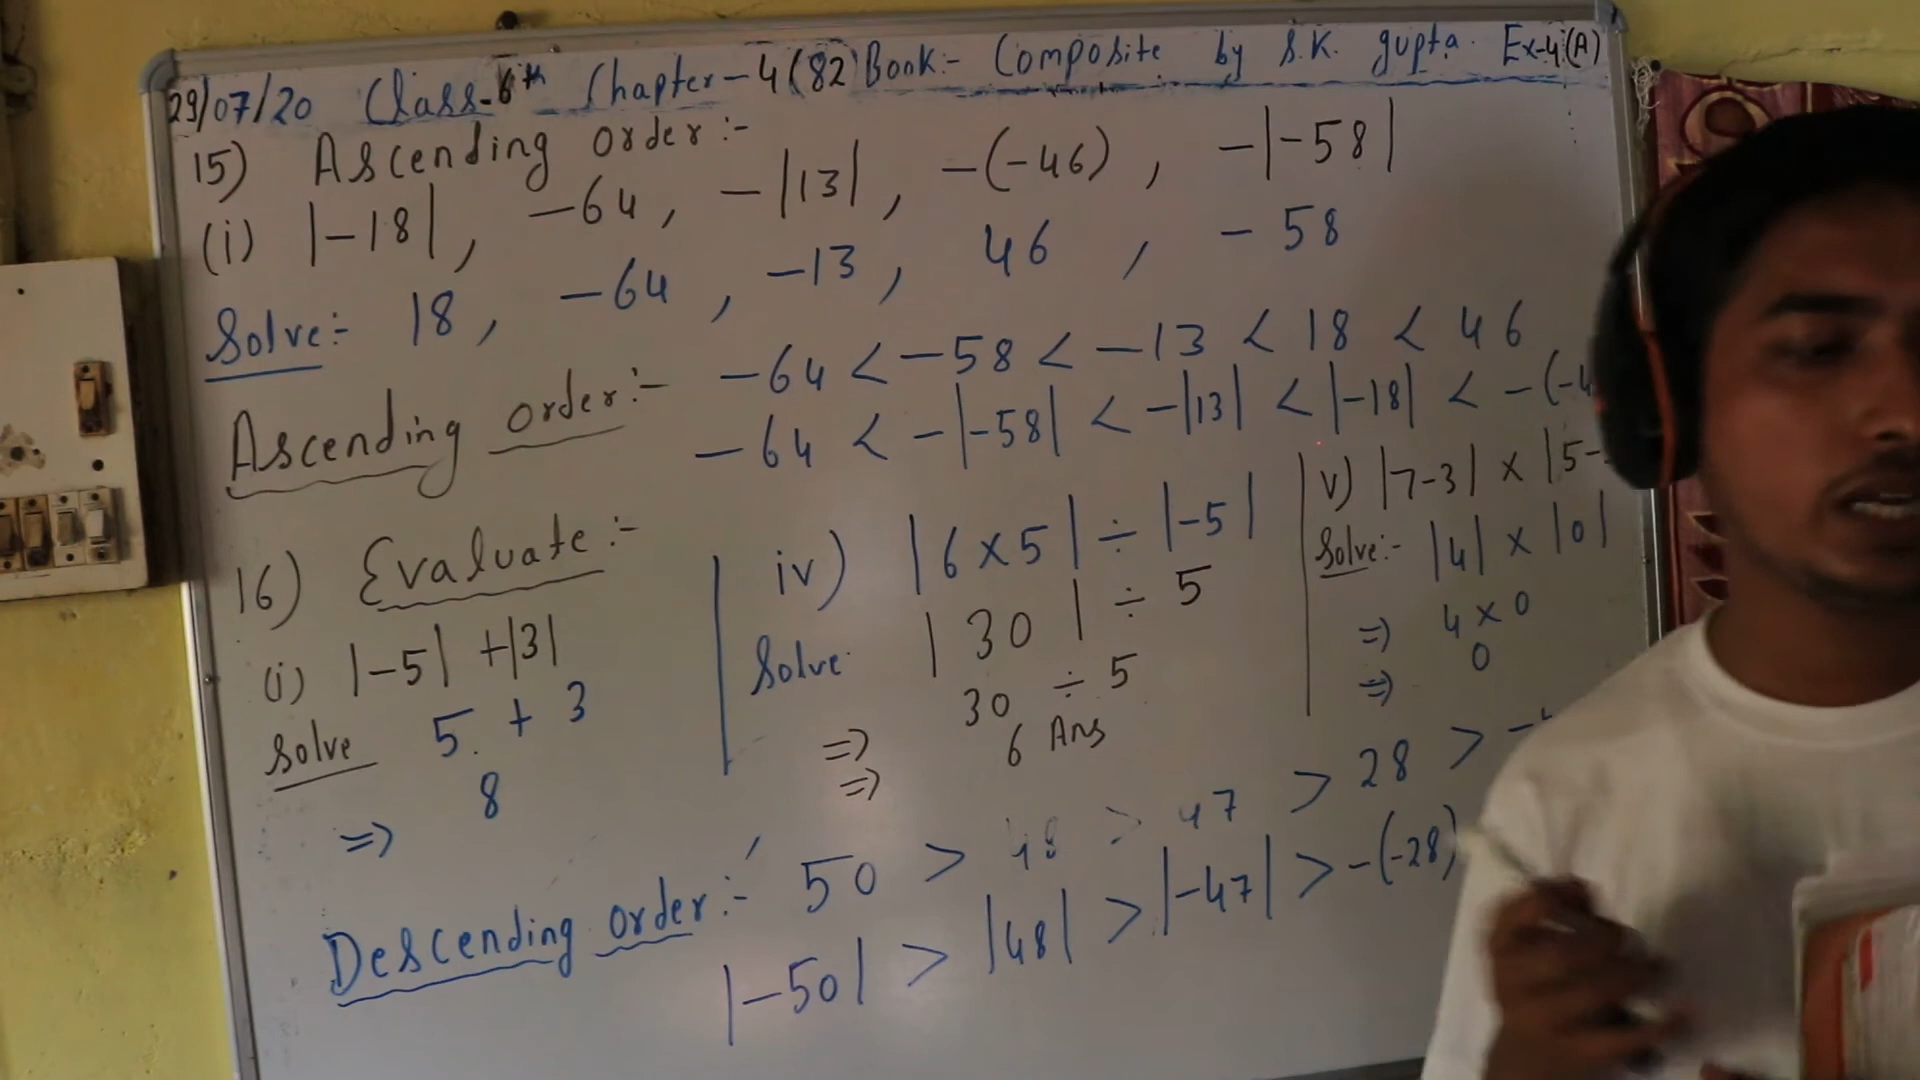 29/07/20 Class-6th Chapter-4(82) Book:- Composite by S.K. gupta. Ex-4(A)
15) Ascending order:-
(i) |-18| , -64 , -|13| , -(-46) , -|-58|
Solve:- 18 , -64 , -13 , 46 , -58
Ascending order:- -64 < -58 < -13 < 18 < 46
-64 < -|-58| < -|13| < |-18| < -(-4
16) Evaluate:-
(i) |-5| + |3|
Solve 5. + 3
=> 8
iv) |6×5| ÷ |-5|
Solve |30| ÷ 5
30 ÷ 5
=> 6 Ans
=>
v) |7-3| × |5-
Solve:- |4| × |0|
=> 4 × 0
=> 0
Descending order:- 50 > 48 > 47 > 28 > -
|-50| > |48| > |-47| > -(-28)